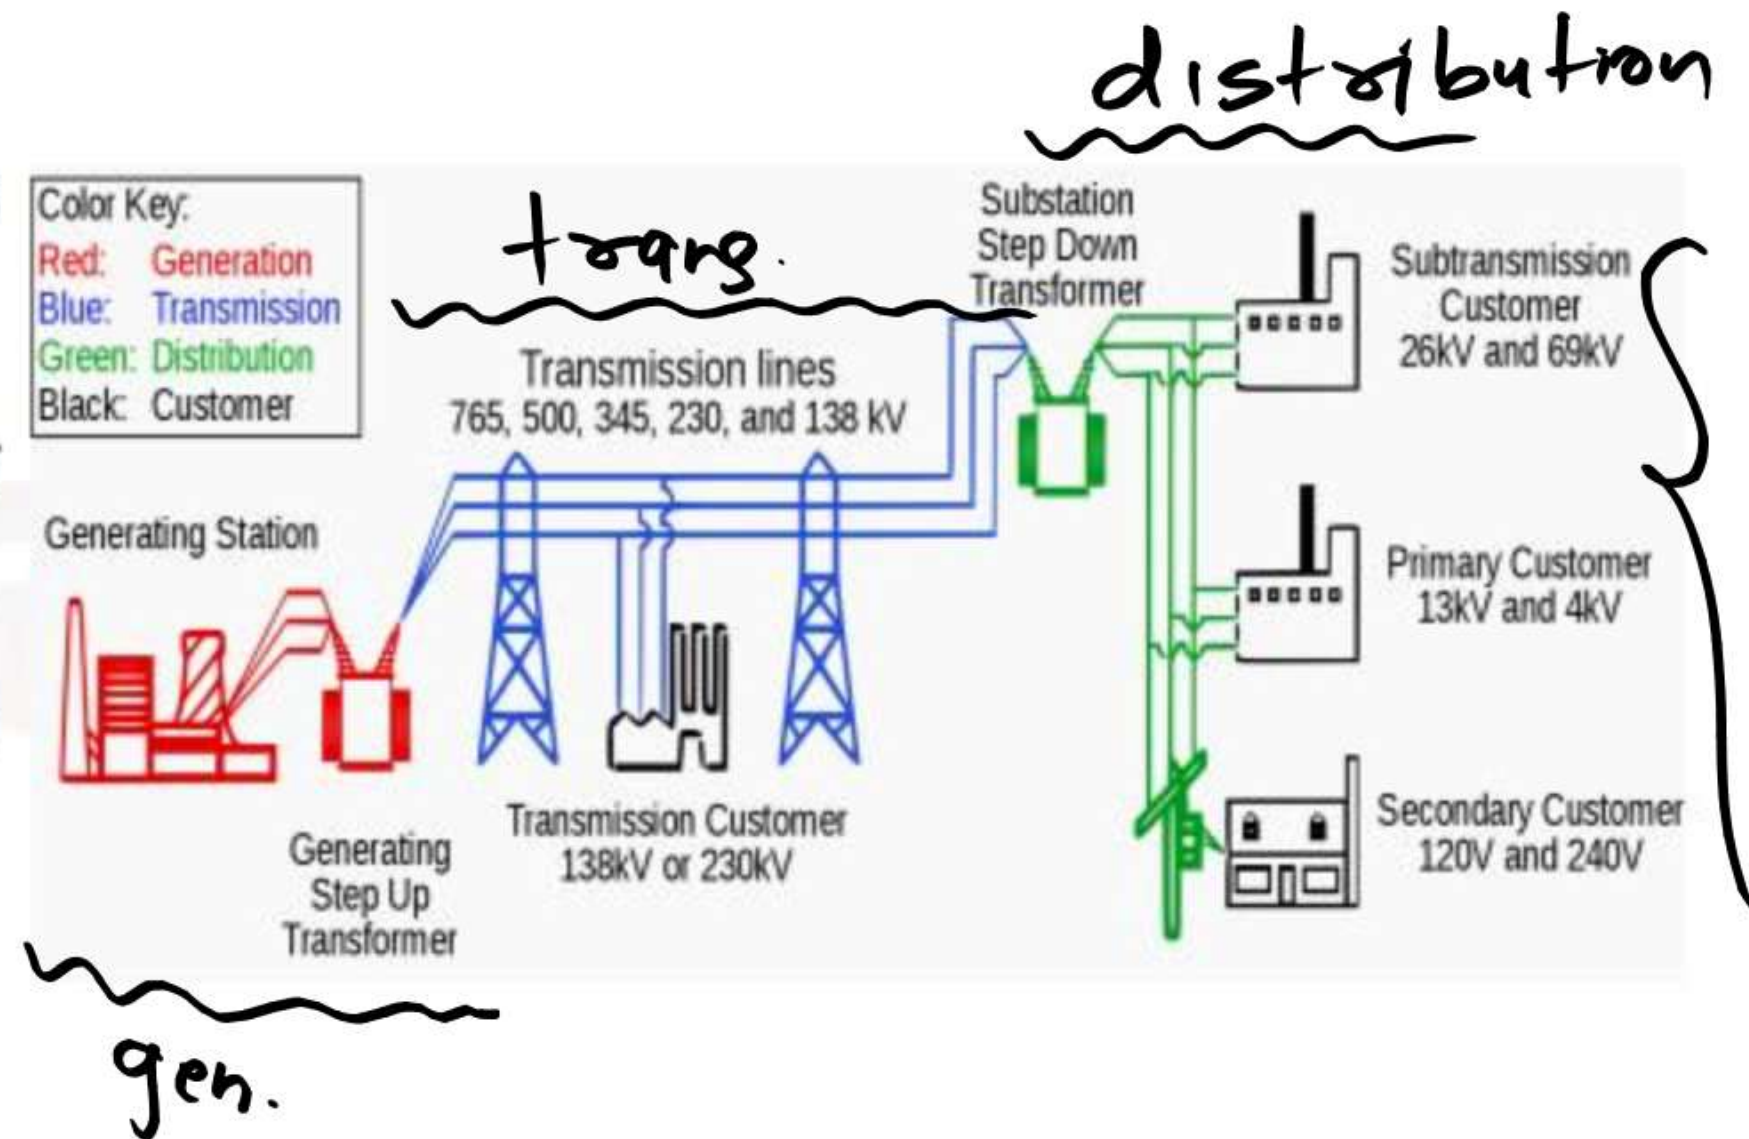 distribution
Color Key:
Red: Generation
Blue: Transmission
Green: Distribution
Black: Customer
trans.
Substation
Step Down
Transformer
Subtransmission
Customer
26kV and 69kV
Transmission lines
765, 500, 345, 230, and 138 kV
Generating Station
Primary Customer
13kV and 4kV
Transmission Customer
138kV or 230kV
Secondary Customer
120V and 240V
Generating
Step Up
Transformer
gen.